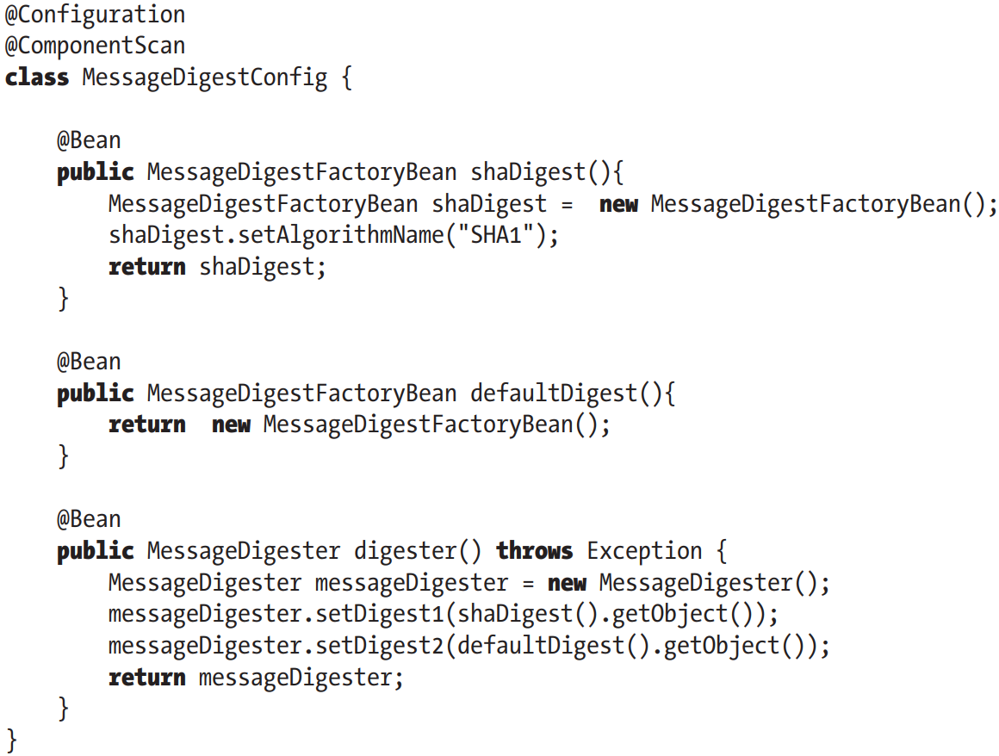 @Configuration
@ComponentScan
class MessageDigestConfig {
    @Bean
    public MessageDigestFactoryBean shaDigest(){
        MessageDigestFactoryBean shaDigest =  new MessageDigestFactoryBean();
        shaDigest.setAlgorithmName("SHA1");
        return shaDigest;
    }
    @Bean
    public MessageDigestFactoryBean defaultDigest(){
        return  new MessageDigestFactoryBean();
    }
    @Bean
    public MessageDigester digester() throws Exception {
        MessageDigester messageDigester = new MessageDigester();
        messageDigester.setDigest1(shaDigest().getObject());
        messageDigester.setDigest2(defaultDigest().getObject());
        return messageDigester;
    }
}